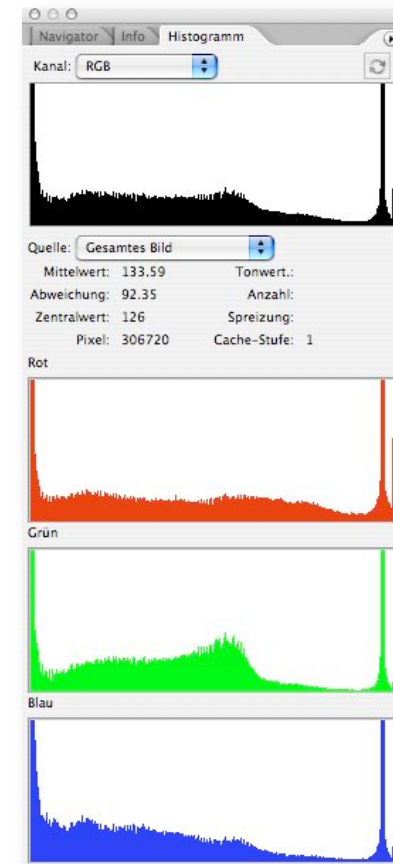 Navigator Info Histogramm
Kanal: RGB
Quelle: Gesamtes Bild
Mittelwert: 133.59 Tonwert.:
Abweichung: 92.35 Anzahl:
Zentralwert: 126 Spreizung:
Pixel: 306720 Cache-Stufe: 1
Rot
Grün
Blau